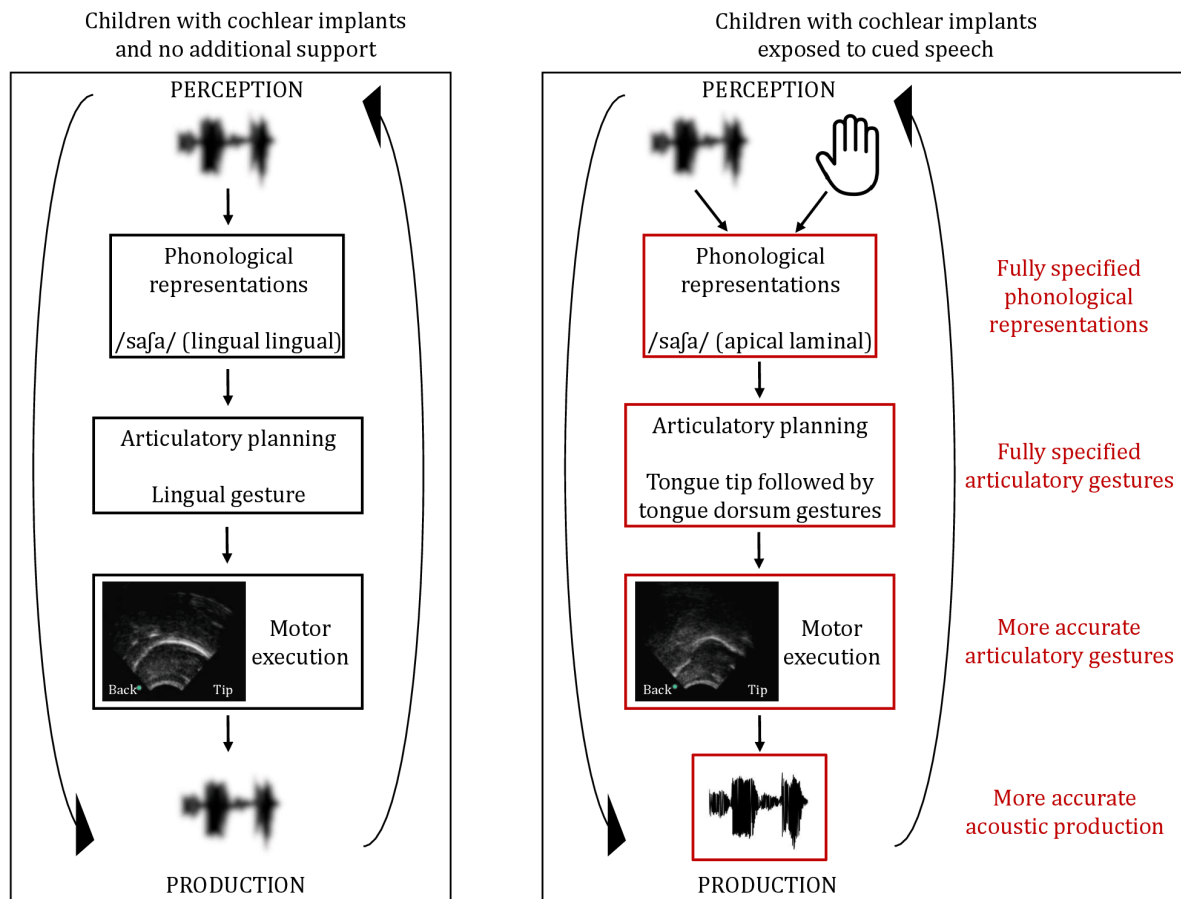 Children with cochlear implants
and no additional support
PERCEPTION
Phonological
representations
/saʃa/ (lingual lingual)
Articulatory planning
Lingual gesture
Back
Tip
Motor
execution
PRODUCTION
Children with cochlear implants
exposed to cued speech
PERCEPTION
Phonological
representations
/saʃa/ (apical laminal)
Fully specified
phonological
representations
Articulatory planning
Tongue tip followed by
tongue dorsum gestures
Fully specified
articulatory gestures
Back
Tip
Motor
execution
More accurate
articulatory gestures
More accurate
acoustic production
PRODUCTION